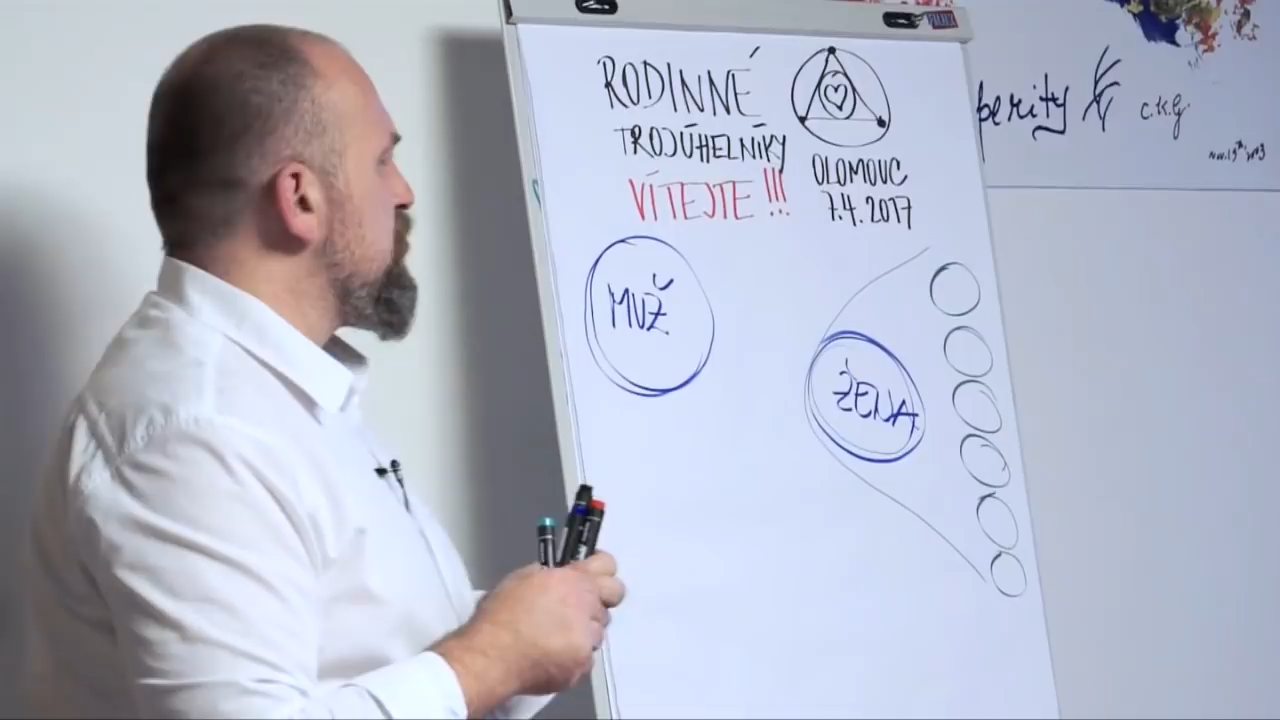 RODINNÉ
TROJÚHELNÍKY
VÍTEJTE !!!
OLOMOUC
7.4.2017
MUŽ
ŽENA
perity
c.k.g.